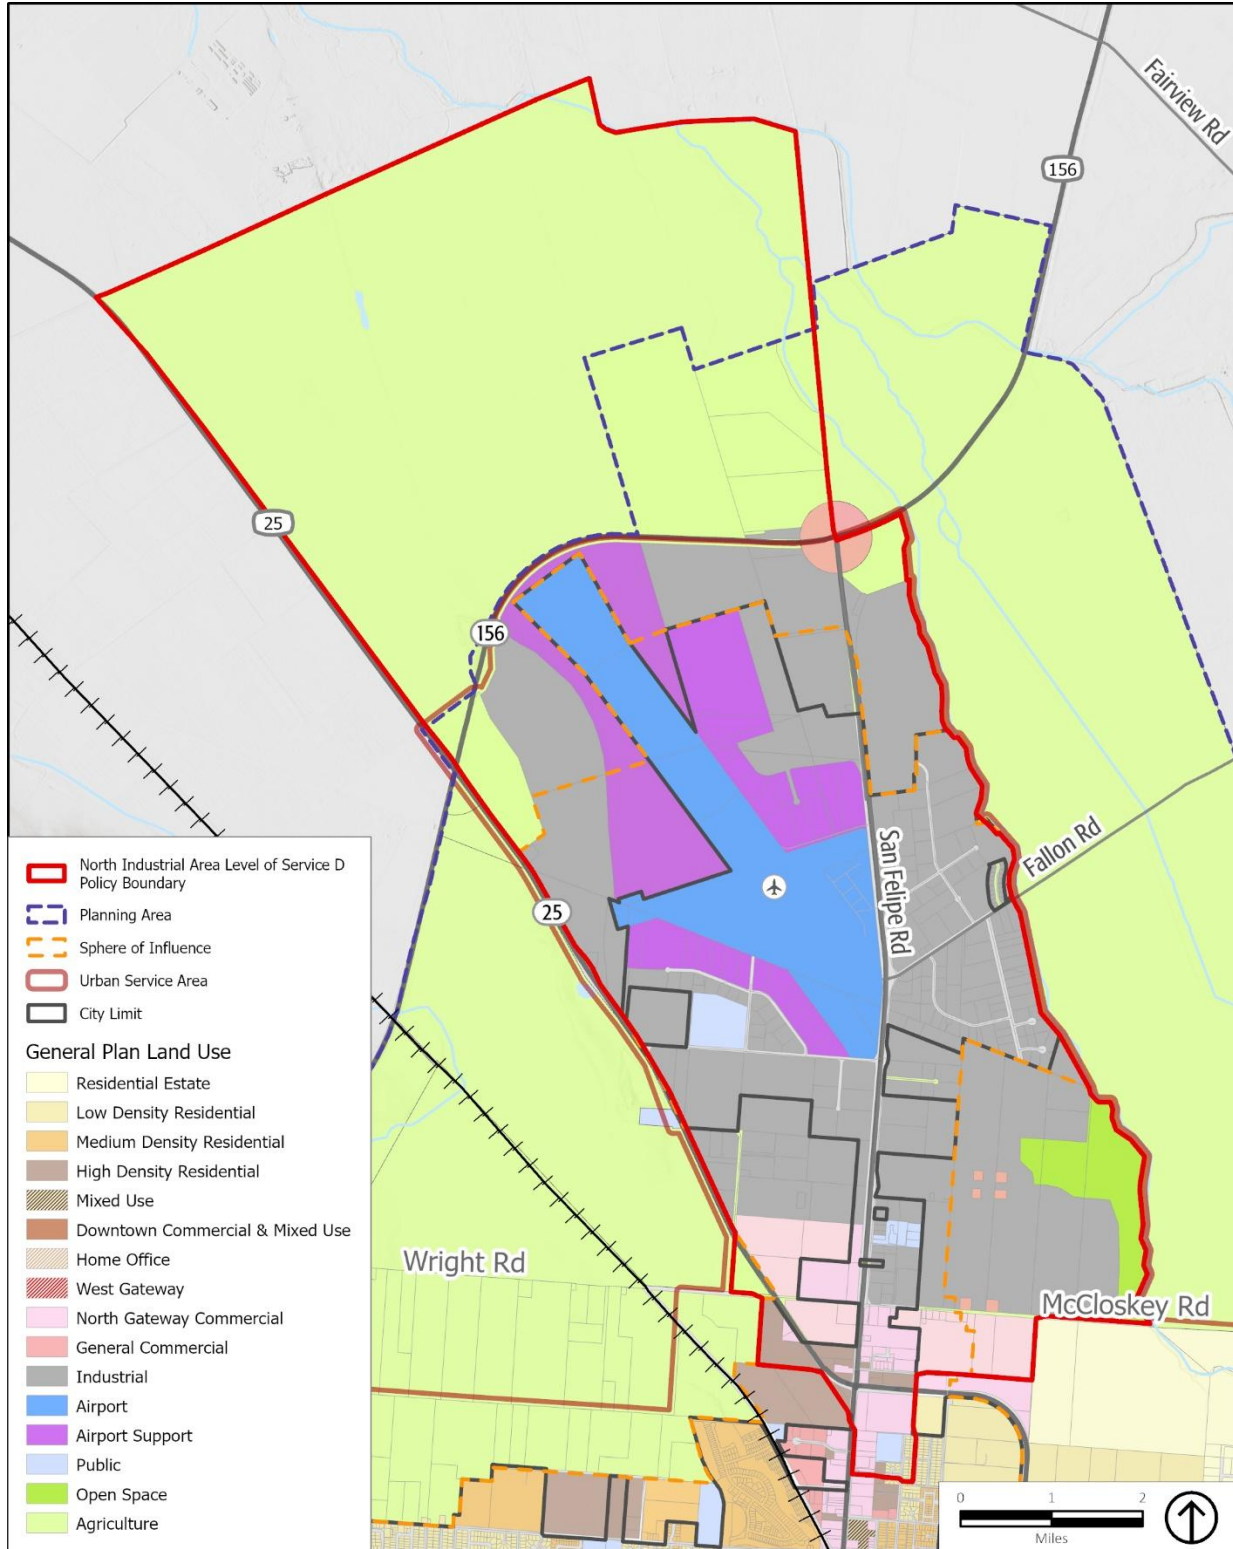 Fairview Rd
156
25
156
San Felipe Rd
Fallon Rd
25
Wright Rd
McCloskey Rd
North Industrial Area Level of Service D
Policy Boundary
Planning Area
Sphere of Influence
Urban Service Area
City Limit
General Plan Land Use
Residential Estate
Low Density Residential
Medium Density Residential
High Density Residential
Mixed Use
Downtown Commercial & Mixed Use
Home Office
West Gateway
North Gateway Commercial
General Commercial
Industrial
Airport
Airport Support
Public
Open Space
Agriculture
0 1 2
Miles